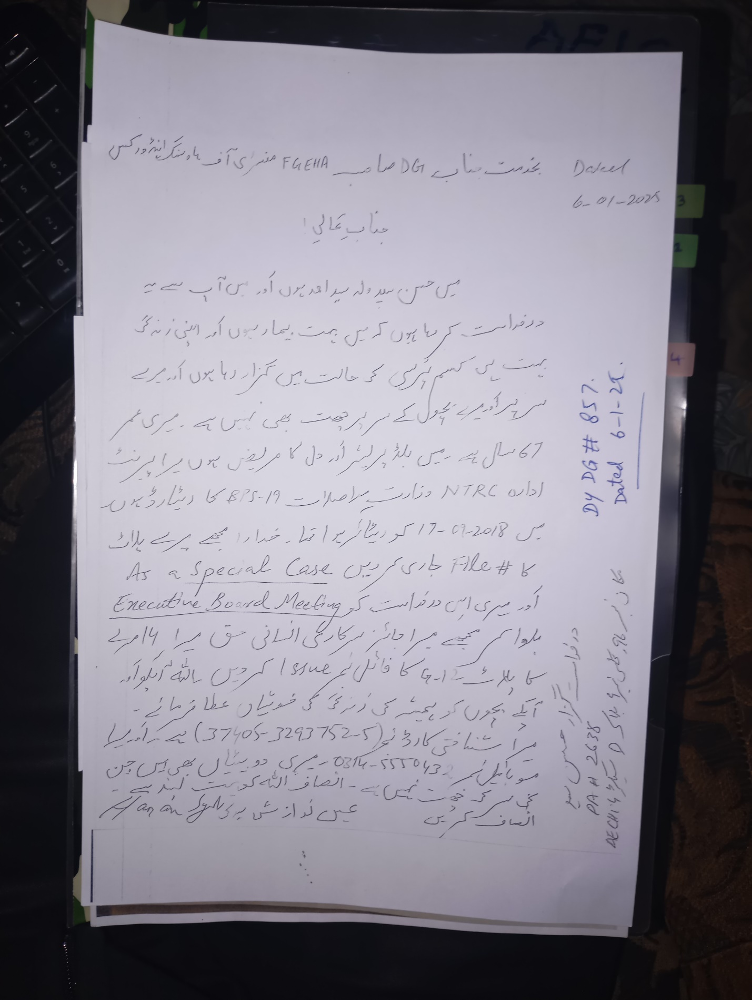 Dated
6-01-2025
بخدمت جناب DG صاحب FGEHA منسٹری آف ہاوسنگ اینڈ ورکس
جناب عالی!
میں حسن سید ولد سید احمد ہوں اور میں آپ سے یہ
درخواست کر رہا ہوں کہ میں بہت بیمار ہوں اور اپنی زندگی
بہت ہی کسم پرسی کی حالت میں گزار رہا ہوں اور میرے
سر پر اور میرے بچوں کے سر پر چھت بھی نہیں ہے۔ میری عمر
67 سال ہے۔ میں بلڈ پریشر اور دل کا مریض ہوں میرا پیرنٹ
ادارہ NTRC وزارت مواصلات BPS-19 کا ریٹارڈ ہوں۔
میں 17-09-2018 کو ریٹائر ہوا تھا۔ خدارا مجھے میرے پلاٹ
کا File # جاری کر دیں As a Special Case
اور میری اس درخواست کو Executive Board Meeting
بلوا کر مجھے میرا جائز سرکاری انسانی حق میرا 14 مرلے
کا پلاٹ G-12 کا فائل نمبر Issue کر دیں۔ اللہ آپکو اور
آپکے بچوں کو ہمیشہ کی زندگی کی خوشیاں عطا فرمائے۔
میرا شناختی کارڈ نمبر (37405-3293752-5) ہے۔ اور میرا
موبائیل نمبر 0314-5550432۔ میری دو بیٹیاں بھی ہیں جن
کے سر کی چھت نہیں ہے۔ انصاف اللہ کو بہت پسند ہے۔
انصاف کریں عین نوازش ہوگی
Dy DG # 857.
Dated 6-1-25.
درخواست گزار حسن سید
PAH 2638
مکان نمبر 96، گلی نمبر 9 بلاک D سیکٹر AECHS